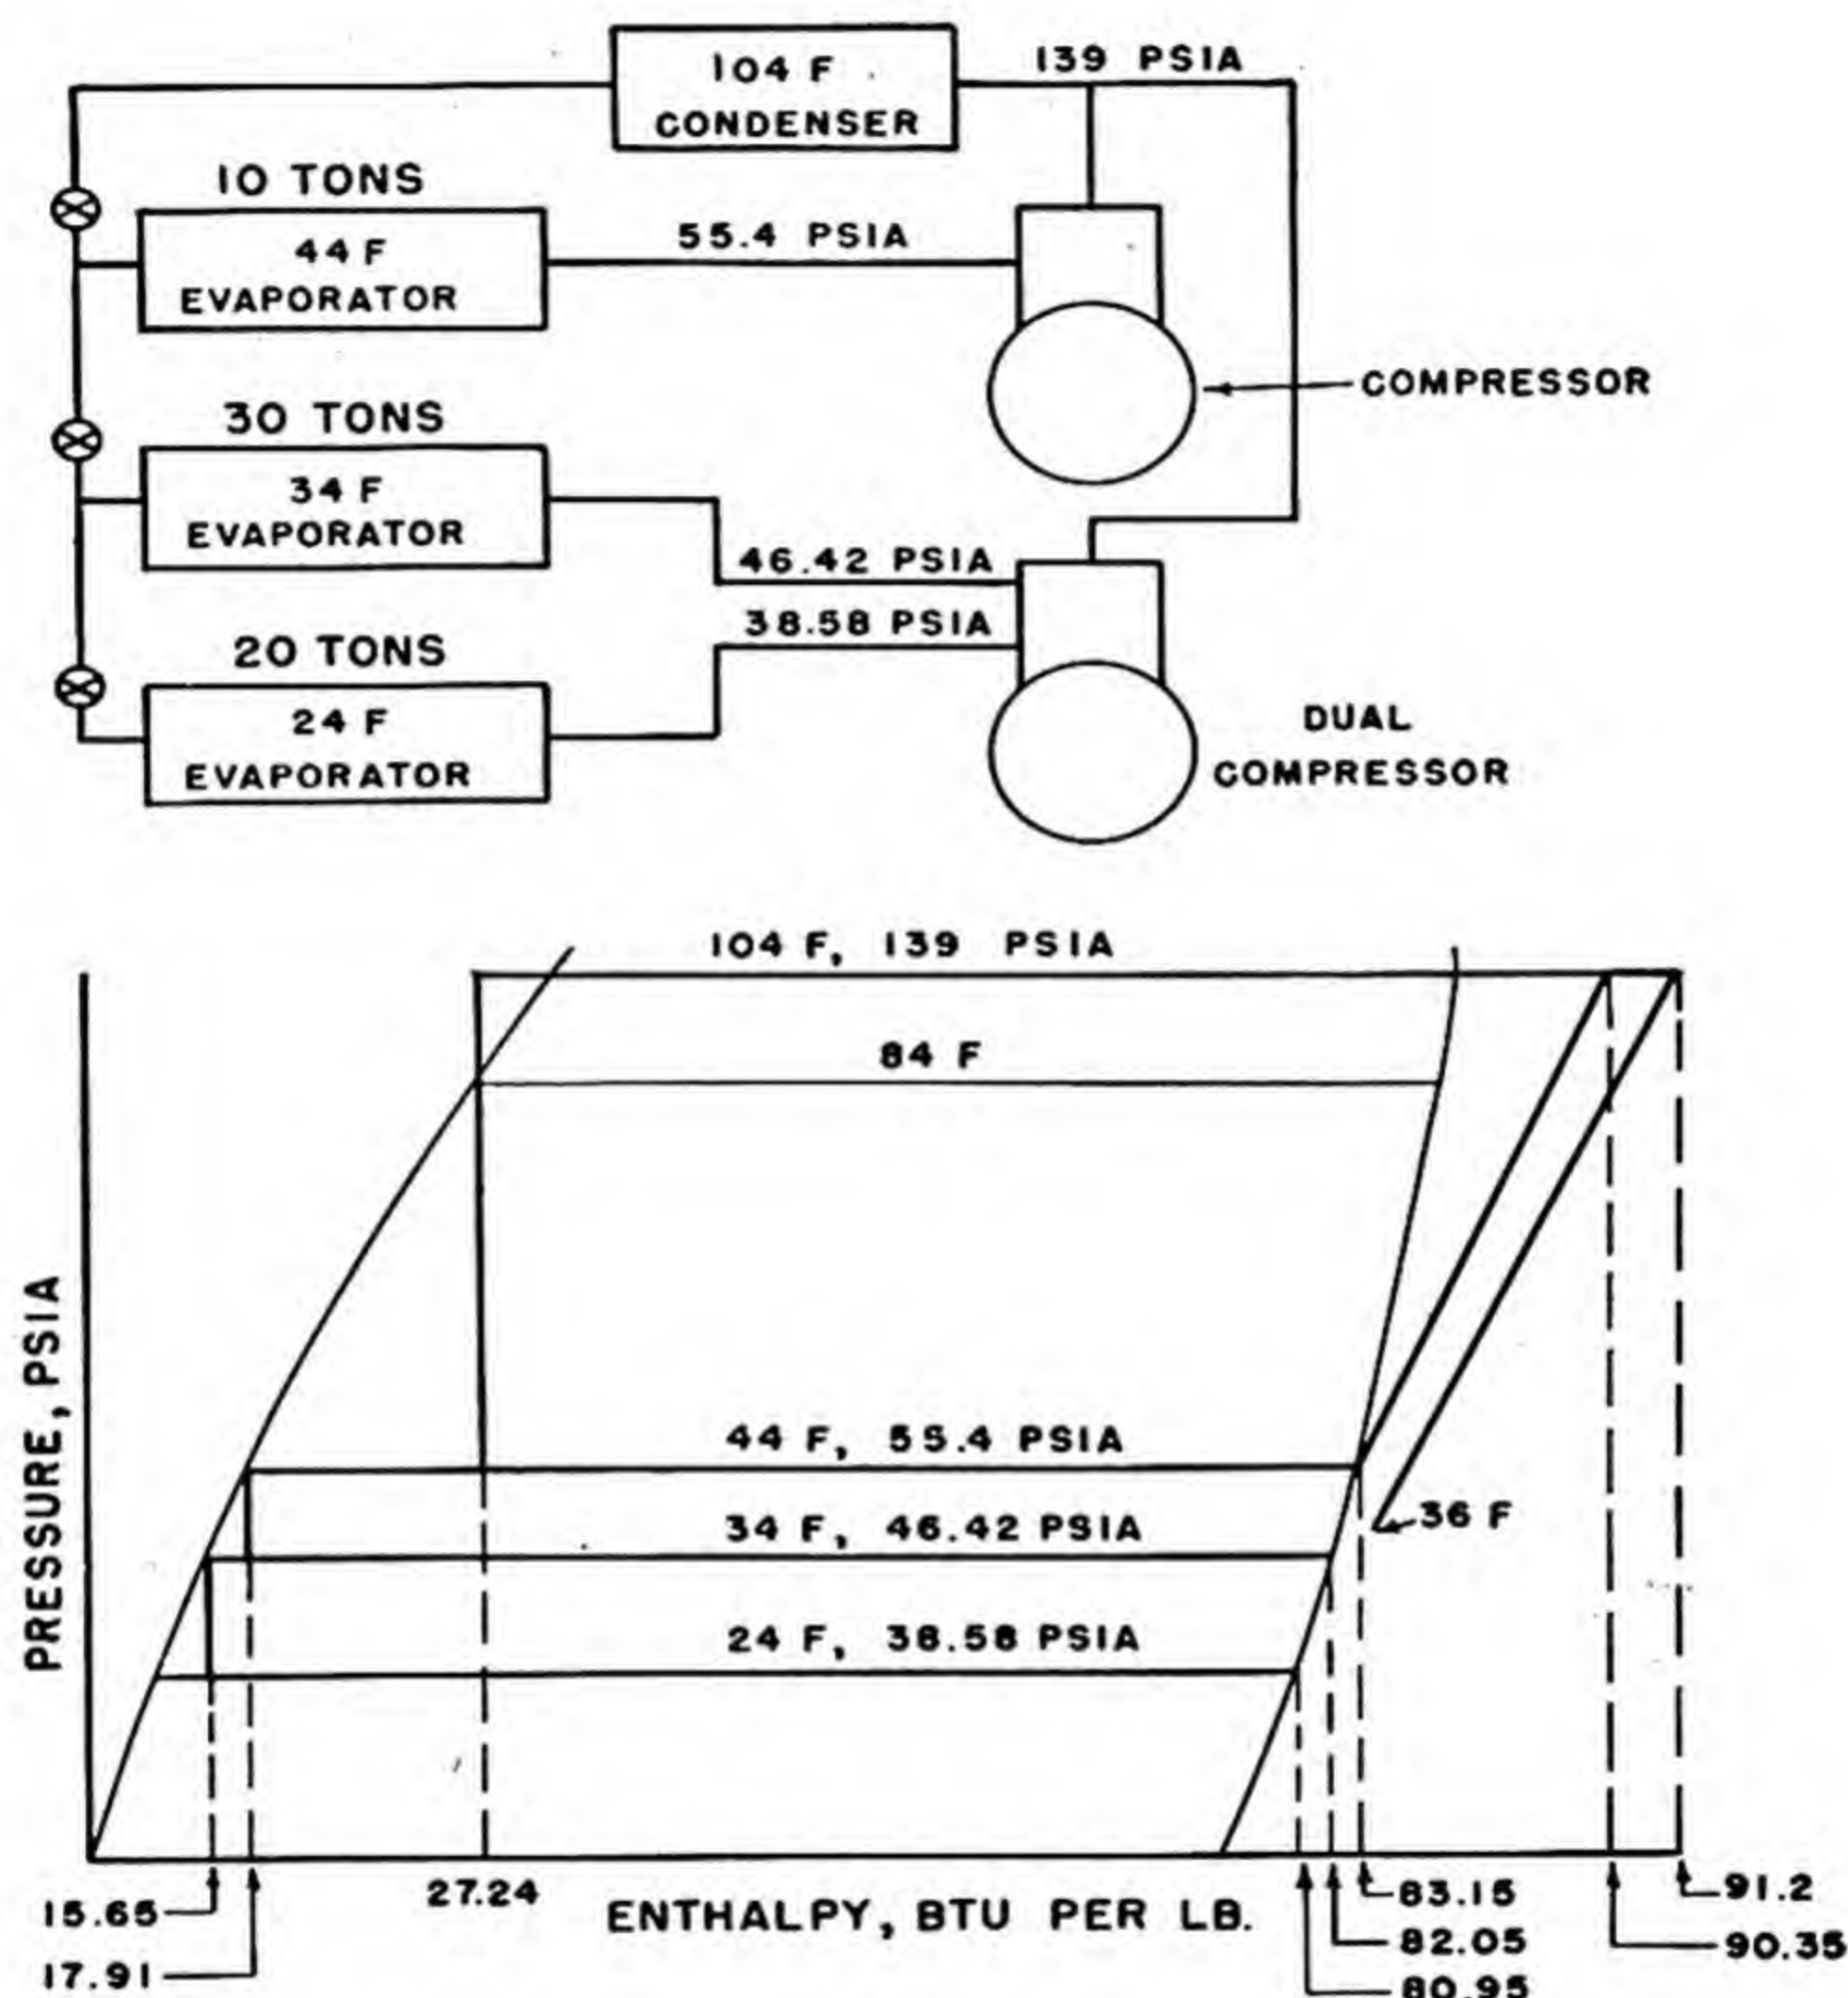 104 F
CONDENSER
139 PSIA
10 TONS
44 F
EVAPORATOR
55.4 PSIA
COMPRESSOR
30 TONS
34 F
EVAPORATOR
46.42 PSIA
38.58 PSIA
20 TONS
24 F
EVAPORATOR
DUAL
COMPRESSOR
104 F, 139 PSIA
84 F
44 F, 55.4 PSIA
36 F
34 F, 46.42 PSIA
24 F, 38.58 PSIA
PRESSURE, PSIA
15.65
17.91
27.24
ENTHALPY, BTU PER LB.
83.15
82.05
80.95
91.2
90.35